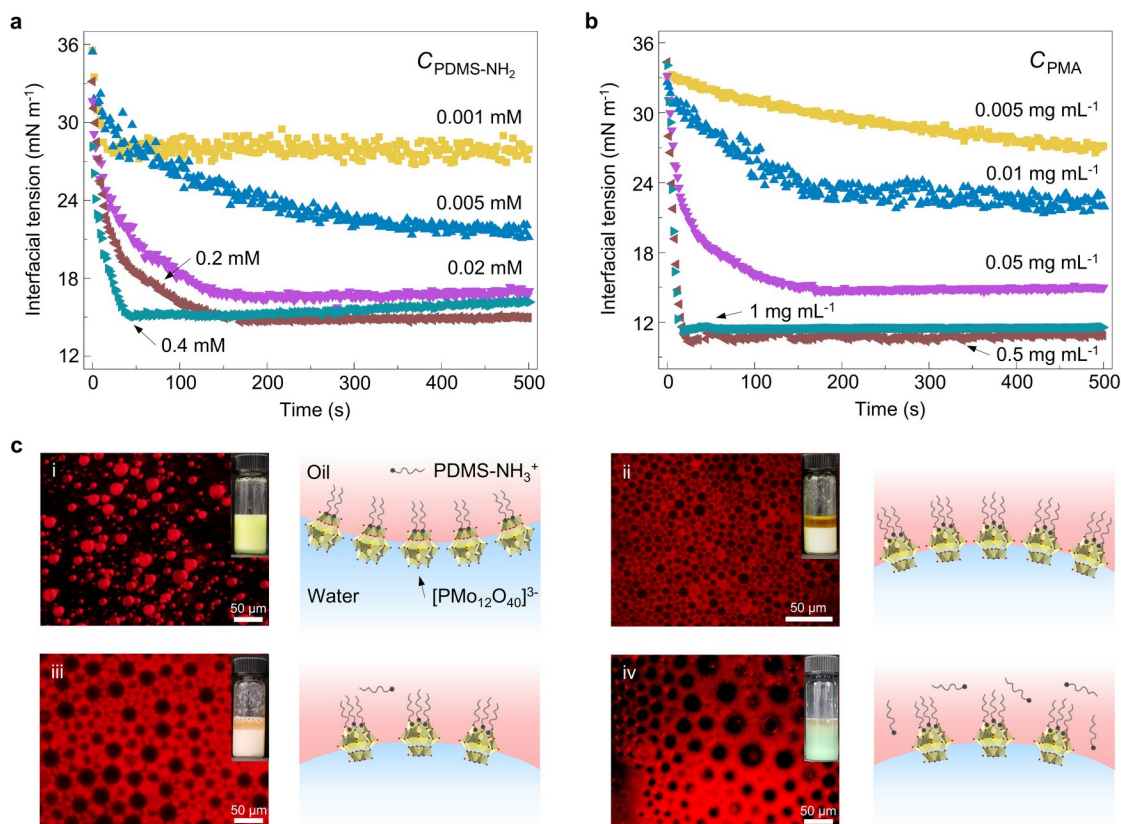 a
36
30
24
18
12
Interfacial tension (mN m⁻¹)
C PDMS-NH₂
0.001 mM
0.005 mM
0.2 mM
0.02 mM
0.4 mM
0 100 200 300 400 500
Time (s)
b
36
30
24
18
12
Interfacial tension (mN m⁻¹)
C PMA
0.005 mg mL⁻¹
0.01 mg mL⁻¹
0.05 mg mL⁻¹
1 mg mL⁻¹
0.5 mg mL⁻¹
0 100 200 300 400 500
Time (s)
c
i
50 µm
Oil
PDMS-NH₃⁺
Water
[PMo₁₂O₄₀]³⁻
ii
50 µm
iii
50 µm
iv
50 µm